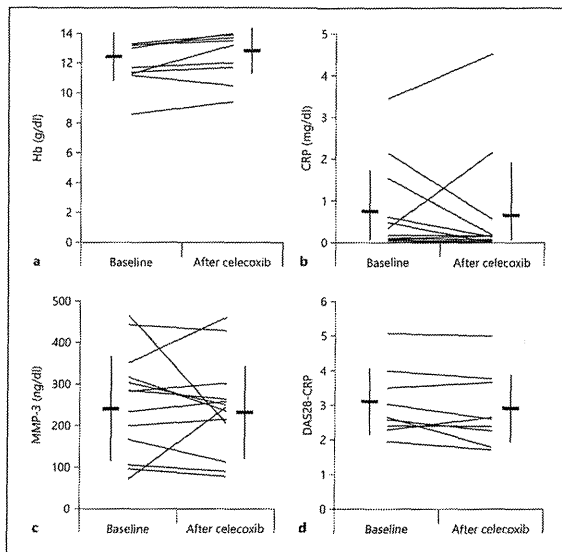 14
12
10
8
6
4
2
0
Hb (g/dl)
a
Baseline
After celecoxib
5
4
3
2
1
0
CRP (mg/dl)
b
Baseline
After celecoxib
500
400
300
200
100
0
MMP-3 (ng/dl)
c
Baseline
After celecoxib
6
5
4
3
2
1
0
DAS28-CRP
d
Baseline
After celecoxib